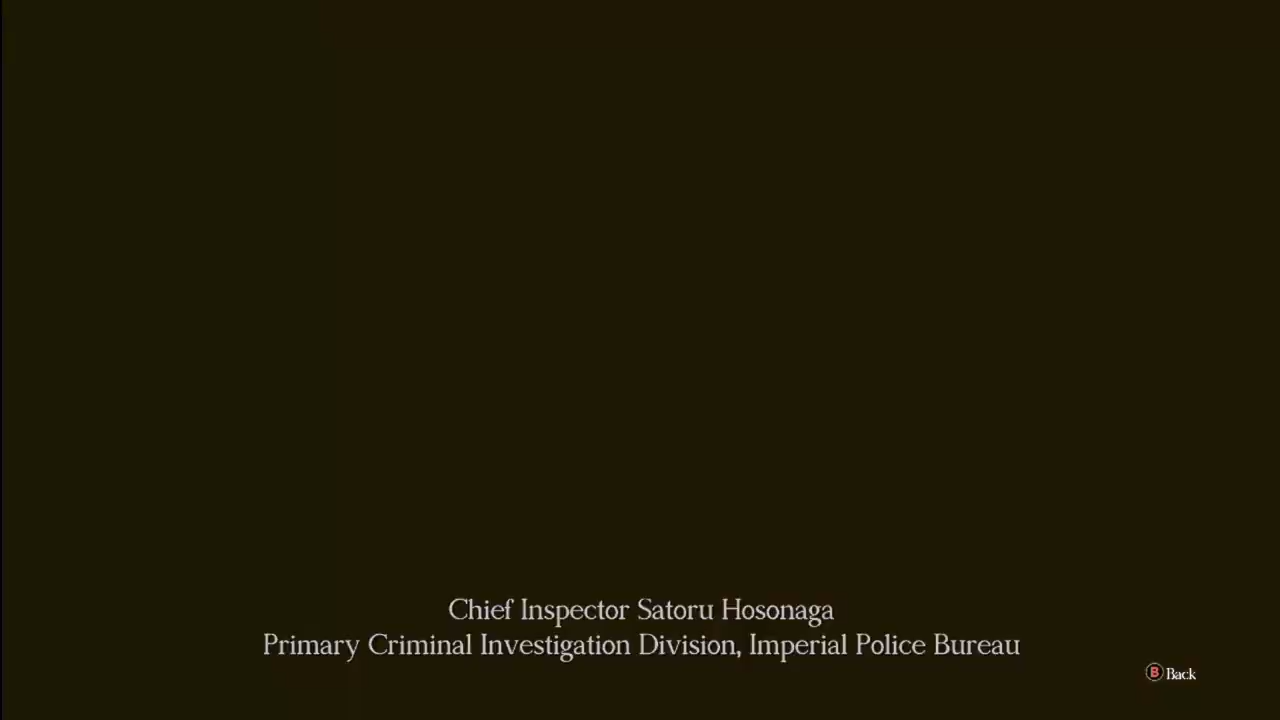 Chief Inspector Satoru Hosonaga
Primary Criminal Investigation Division, Imperial Police Bureau
B Back